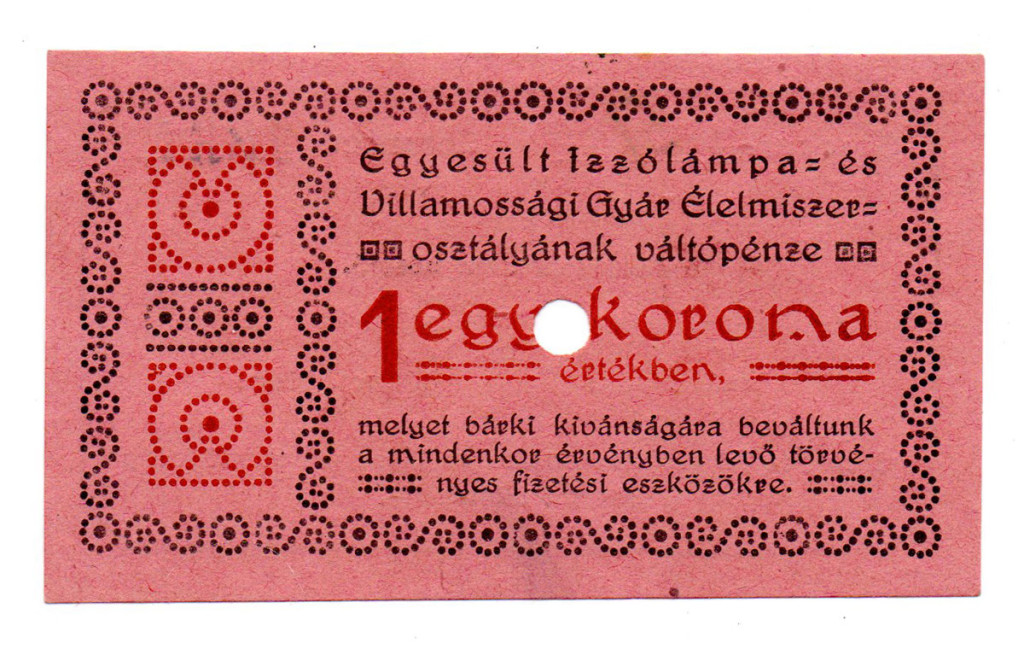 Egyesült Izzólámpa- és
Villamossági Gyár Élelmiszer-
osztályának váltópénze
1 egy korona
értékben,
melyet bárki kivánságára beváltunk
a mindenkor érvényben levő törvé-
nyes fizetési eszközökre.